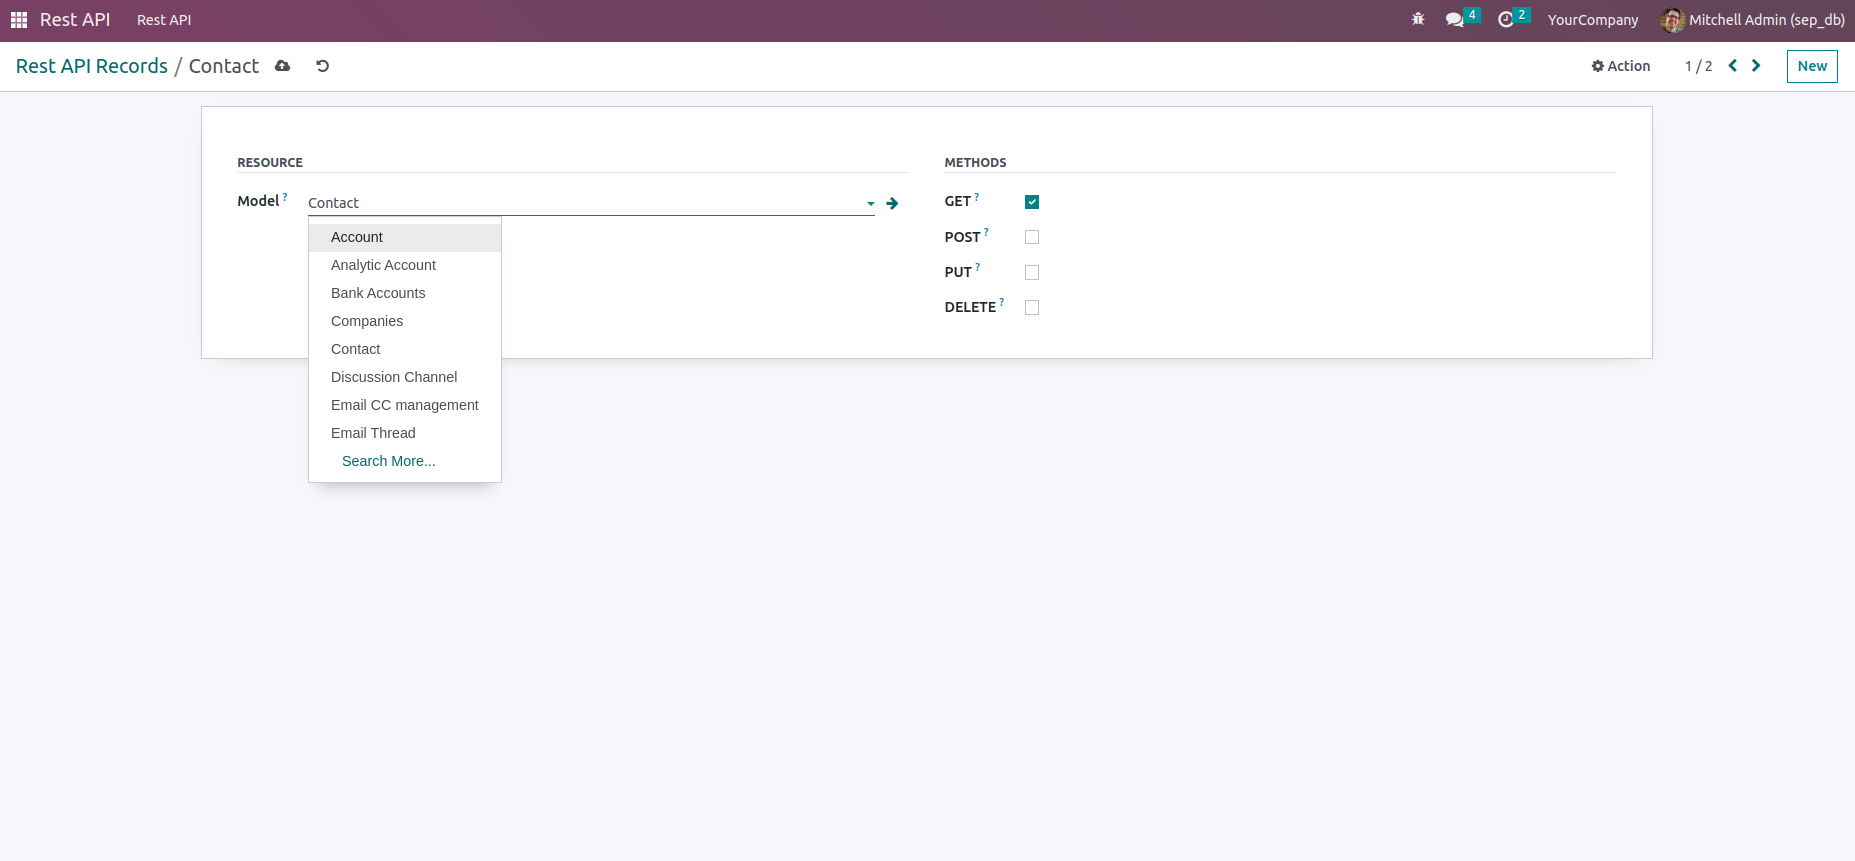 Rest API Rest API 4 2 YourCompany Mitchell Admin (sep_db)
Rest API Records / Contact Action 1 / 2 New
RESOURCE
Model ? Contact
Account
Analytic Account
Bank Accounts
Companies
Contact
Discussion Channel
Email CC management
Email Thread
Search More...
METHODS
GET ?
POST ?
PUT ?
DELETE ?